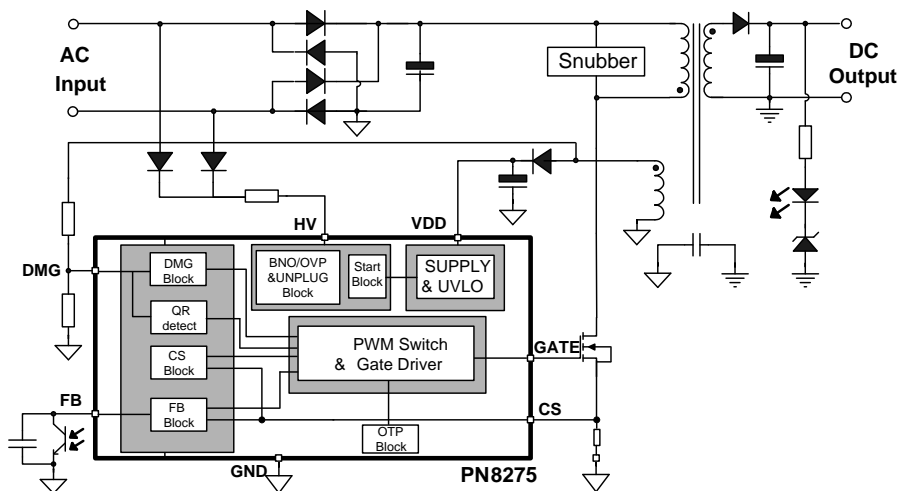 AC
Input
Snubber
DC
Output
HV
VDD
DMG
DMG
Block
BNO/OVP
&UNPLUG
Block
Start
Block
SUPPLY
& UVLO
QR
detect
PWM Switch
& Gate Driver
GATE
CS
Block
FB
FB
Block
CS
OTP
Block
GND
PN8275